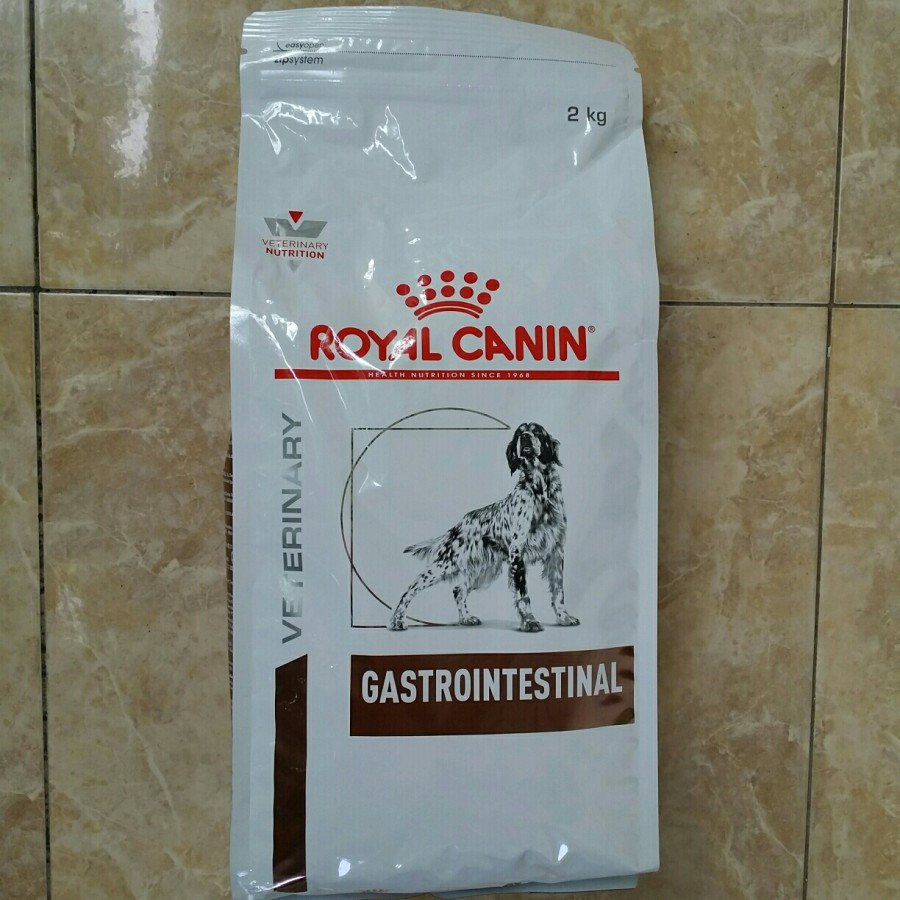 easyopen
zipsystem
2 kg
VETERINARY
NUTRITION
ROYAL CANIN®
HEALTH NUTRITION SINCE 1968
VETERINARY
GASTROINTESTINAL